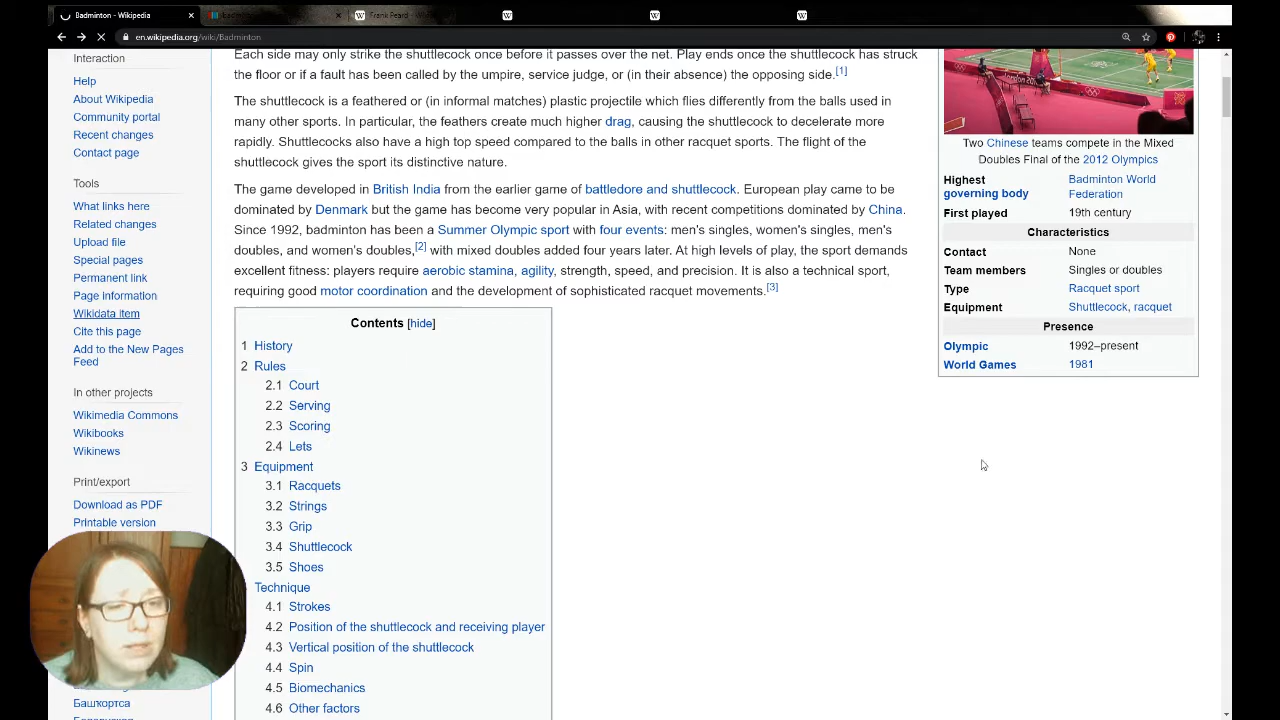 Badminton - Wikipedia
Frank Peard -
en.wikipedia.org/wiki/Badminton
Interaction
Help
About Wikipedia
Community portal
Recent changes
Contact page
Tools
What links here
Related changes
Upload file
Special pages
Permanent link
Page information
Wikidata item
Cite this page
Add to the New Pages
Feed
In other projects
Wikimedia Commons
Wikibooks
Wikinews
Print/export
Download as PDF
Printable version
Башҡортса
Each side may only strike the shuttlecock once before it passes over the net. Play ends once the shuttlecock has struck
the floor or if a fault has been called by the umpire, service judge, or (in their absence) the opposing side.[1]
The shuttlecock is a feathered or (in informal matches) plastic projectile which flies differently from the balls used in
many other sports. In particular, the feathers create much higher drag, causing the shuttlecock to decelerate more
rapidly. Shuttlecocks also have a high top speed compared to the balls in other racquet sports. The flight of the
shuttlecock gives the sport its distinctive nature.
The game developed in British India from the earlier game of battledore and shuttlecock. European play came to be
dominated by Denmark but the game has become very popular in Asia, with recent competitions dominated by China.
Since 1992, badminton has been a Summer Olympic sport with four events: men's singles, women's singles, men's
doubles, and women's doubles,[2] with mixed doubles added four years later. At high levels of play, the sport demands
excellent fitness: players require aerobic stamina, agility, strength, speed, and precision. It is also a technical sport,
requiring good motor coordination and the development of sophisticated racquet movements.[3]
Contents [hide]
1 History
2 Rules
2.1 Court
2.2 Serving
2.3 Scoring
2.4 Lets
3 Equipment
3.1 Racquets
3.2 Strings
3.3 Grip
3.4 Shuttlecock
3.5 Shoes
Technique
4.1 Strokes
4.2 Position of the shuttlecock and receiving player
4.3 Vertical position of the shuttlecock
4.4 Spin
4.5 Biomechanics
4.6 Other factors
Two Chinese teams compete in the Mixed
Doubles Final of the 2012 Olympics
Highest governing body Badminton World Federation
First played 19th century
Characteristics
Contact None
Team members Singles or doubles
Type Racquet sport
Equipment Shuttlecock, racquet
Presence
Olympic 1992–present
World Games 1981